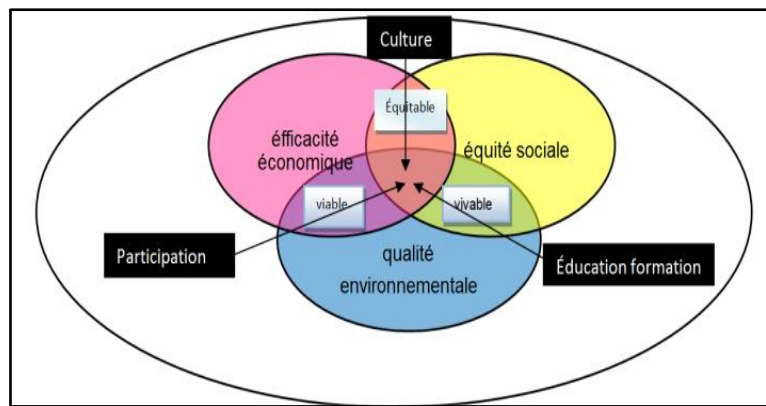 Culture
Équitable
éfficacité
économique
équité sociale
viable
vivable
Participation
qualité
environnementale
Éducation formation